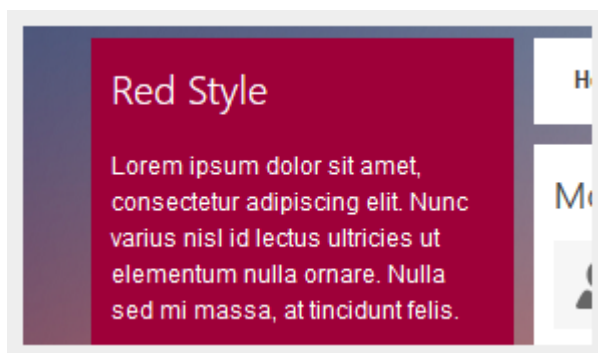 Red Style
Lorem ipsum dolor sit amet,
consectetur adipiscing elit. Nunc
varius nisl id lectus ultricies ut
elementum nulla ornare. Nulla
sed mi massa, at tincidunt felis.